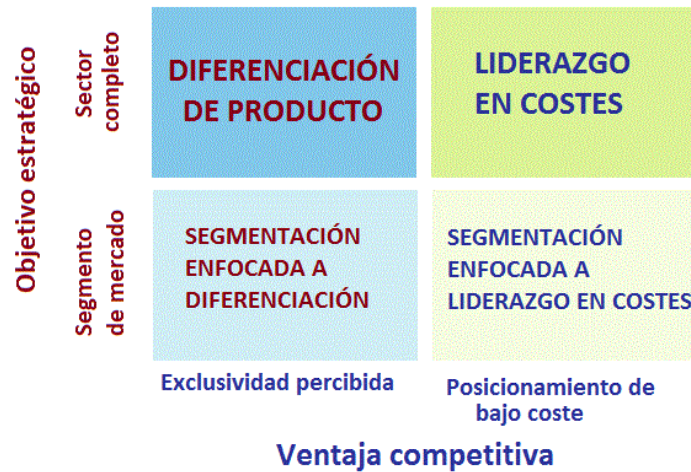 Objetivo estratégico
Sector
completo
DIFERENCIACIÓN
DE PRODUCTO
LIDERAZGO
EN COSTES
Segmento
de mercado
SEGMENTACIÓN
ENFOCADA A
DIFERENCIACIÓN
SEGMENTACIÓN
ENFOCADA A
LIDERAZGO EN COSTES
Exclusividad percibida
Posicionamiento de
bajo coste
Ventaja competitiva